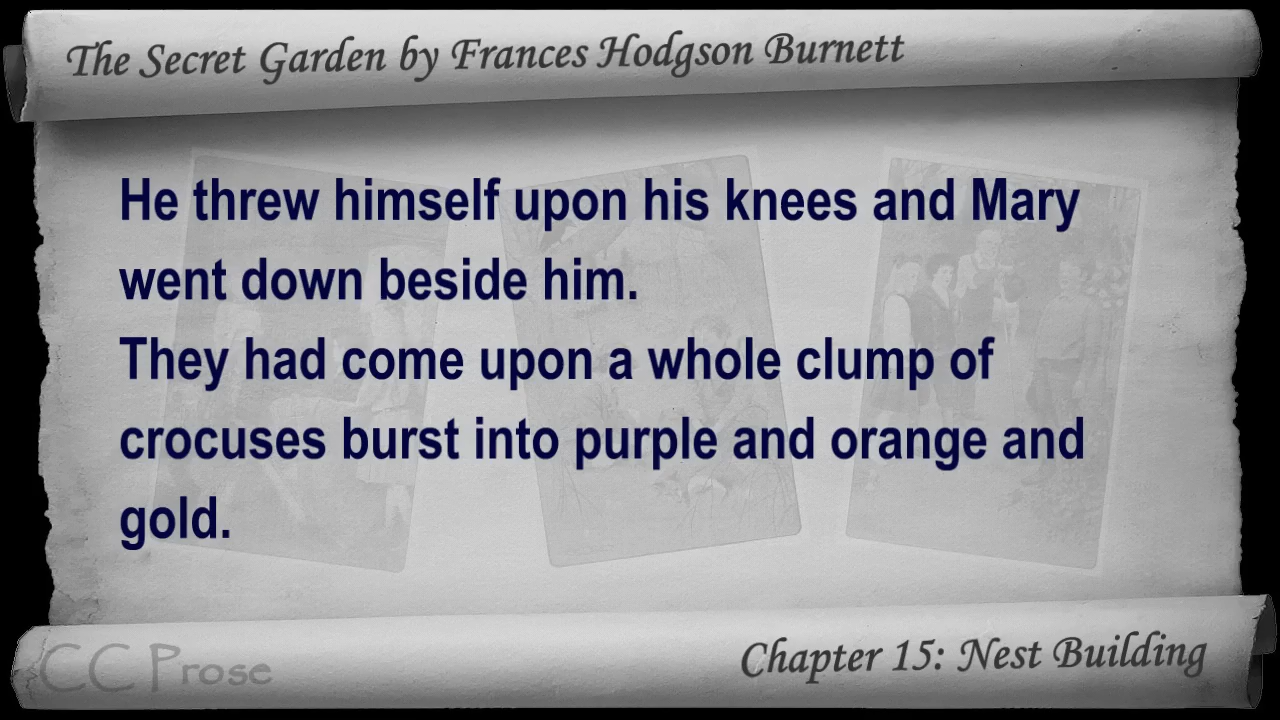 The Secret Garden by Frances Hodgson Burnett
He threw himself upon his knees and Mary
went down beside him.
They had come upon a whole clump of
crocuses burst into purple and orange and
gold.
CC Prose
Chapter 15: Nest Building